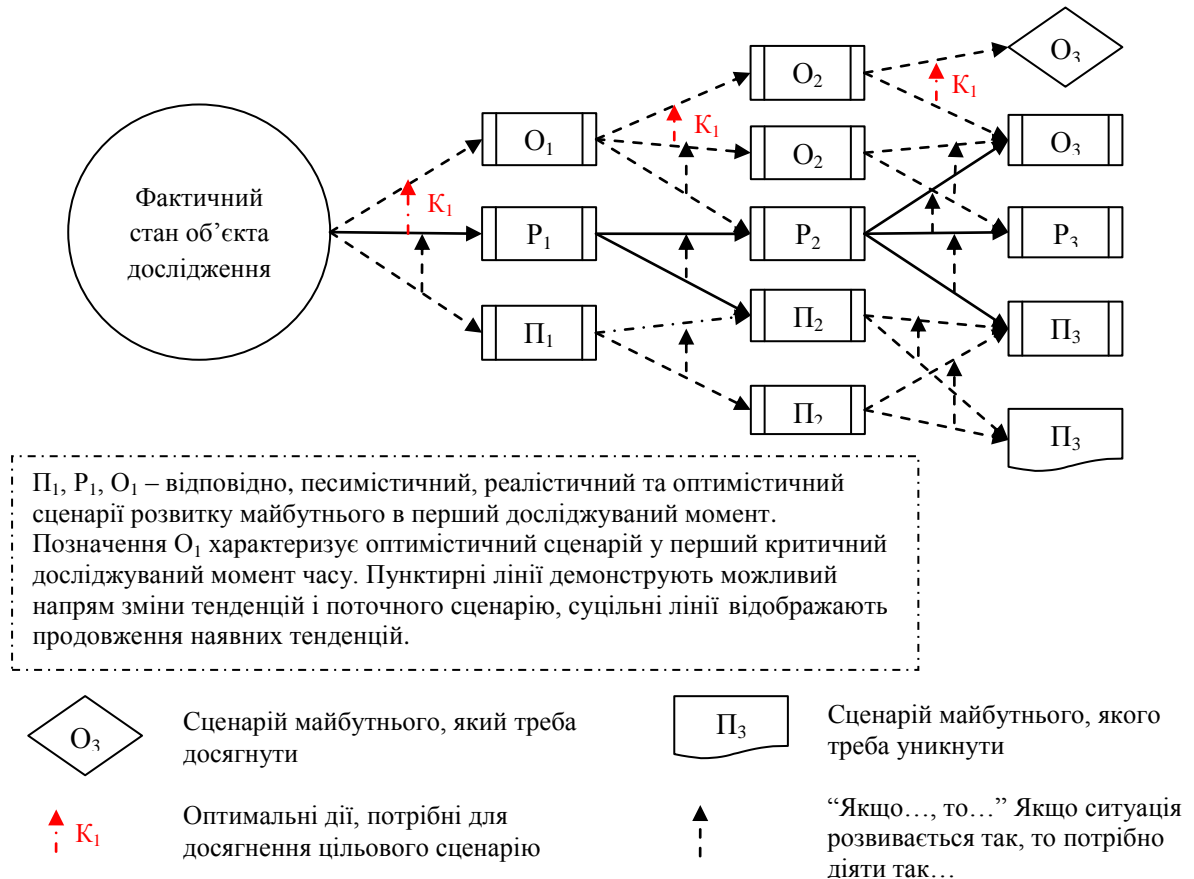 O₃
O₂
K₁
K₁
O₁
O₂
O₃
Фактичний
стан об’єкта
дослідження
K₁
P₁
P₂
P₃
П₁
П₂
П₃
П₂
П₃
П₁, Р₁, О₁ – відповідно, песимістичний, реалістичний та оптимістичний
сценарії розвитку майбутнього в перший досліджуваний момент.
Позначення О₁ характеризує оптимістичний сценарій у перший критичний
досліджуваний момент часу. Пунктирні лінії демонструють можливий
напрям зміни тенденцій і поточного сценарію, суцільні лінії відображають
продовження наявних тенденцій.
О₃
Сценарій майбутнього, який треба
досягнути
П₃
Сценарій майбутнього, якого
треба уникнути
K₁
Оптимальні дії, потрібні для
досягнення цільового сценарію
“Якщо…, то…” Якщо ситуація
розвивається так, то потрібно
діяти так…